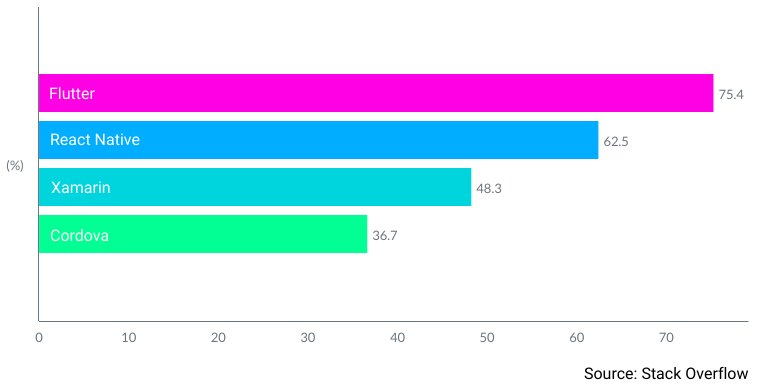 Flutter 75.4
React Native 62.5
(%)
Xamarin 48.3
Cordova 36.7
0 10 20 30 40 50 60 70
Source: Stack Overflow